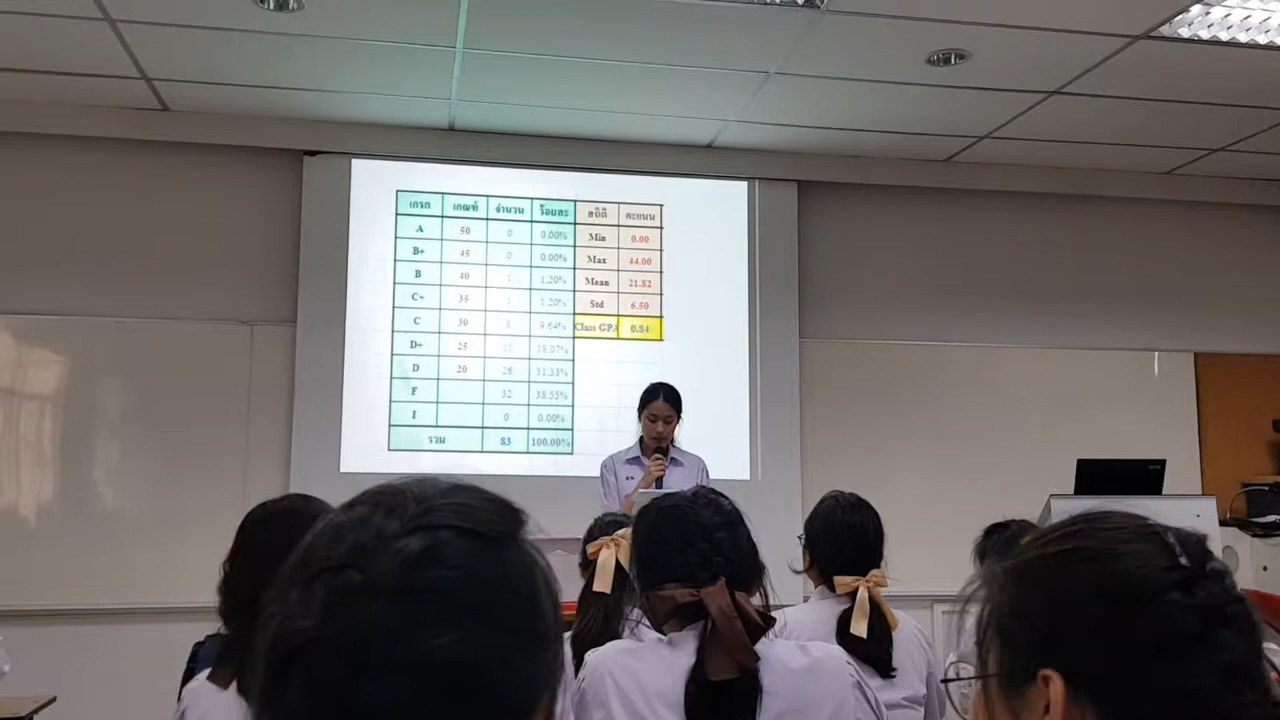 เกรด เกณฑ์ จำนวน ร้อยละ สถิติ คะแนน
A 50 0 0.00% Min 0.00
B+ 45 0 0.00% Max 44.00
B 40 1 1.20% Mean 21.82
C+ 35 1 1.20% Std 6.50
C 30 8 9.64% Class GPA 0.84
D+ 25 15 18.07%
D 20 26 31.33%
F 32 38.55%
I 0 0.00%
รวม 83 100.00%